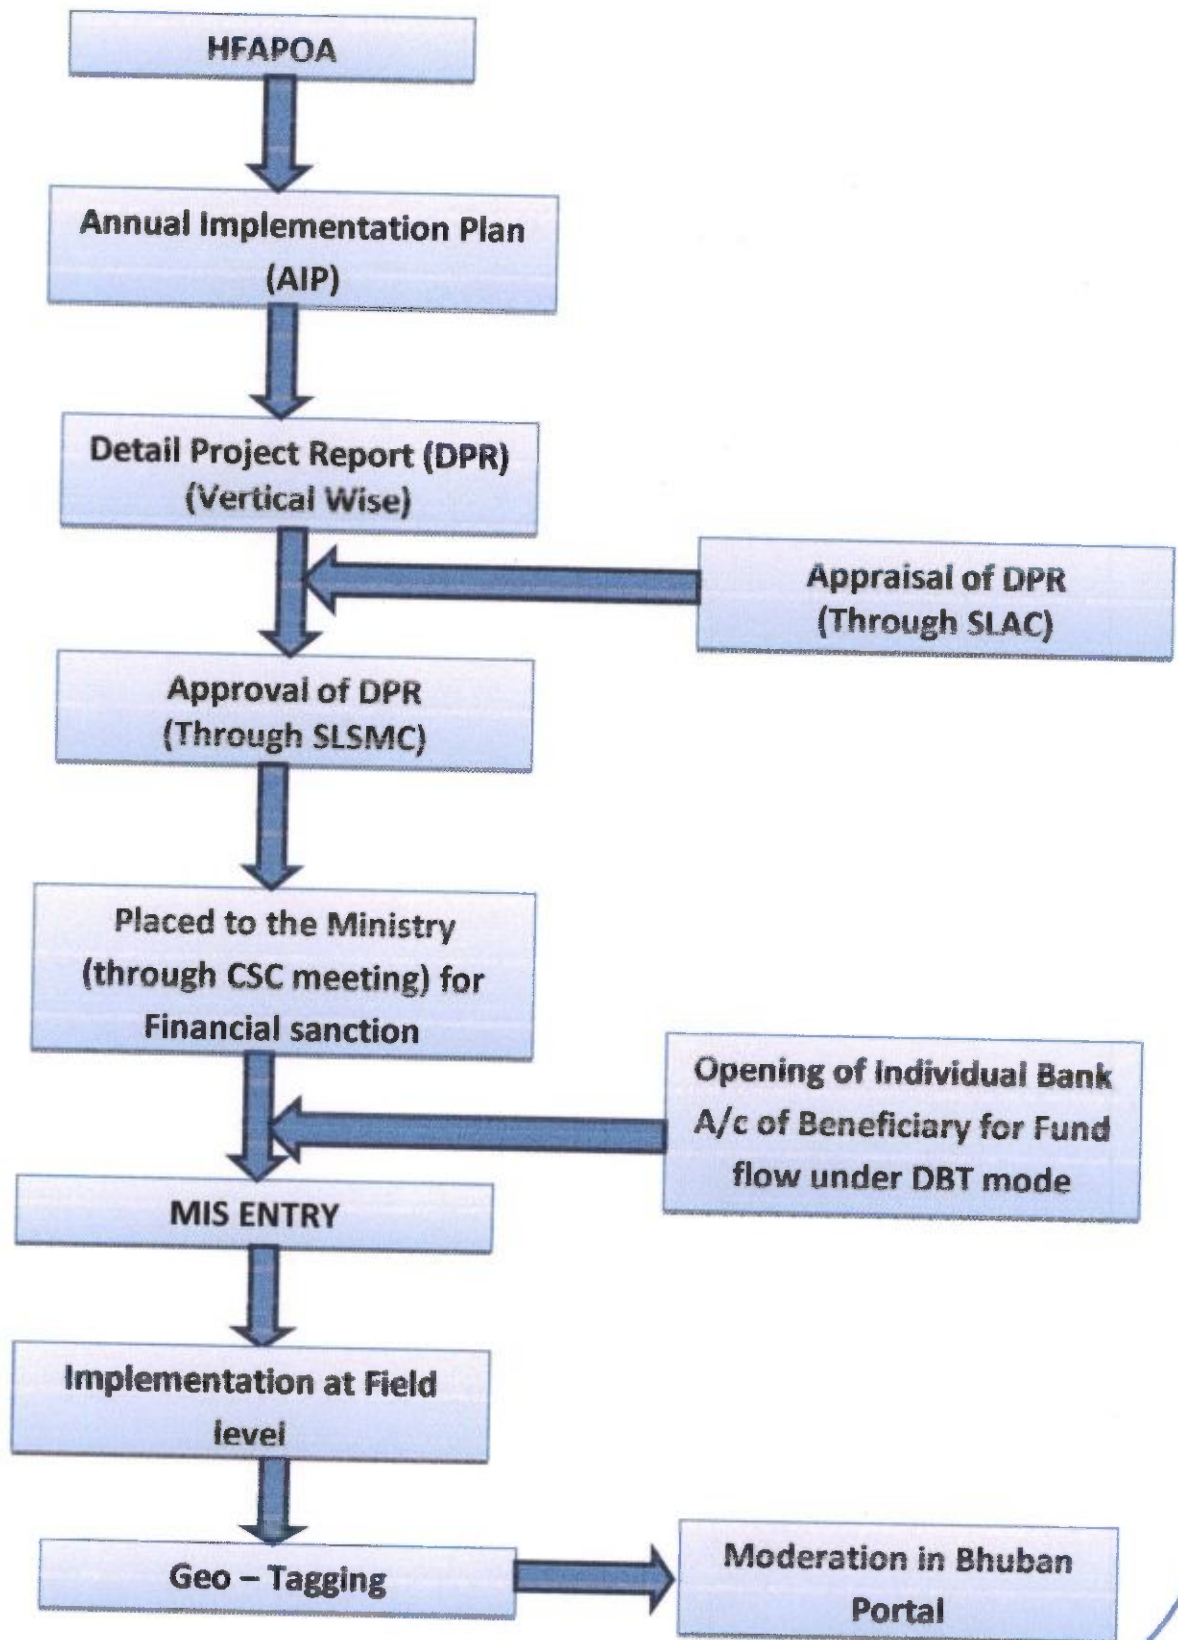 HFAPOA
Annual Implementation Plan
(AIP)
Detail Project Report (DPR)
(Vertical Wise)
Appraisal of DPR
(Through SLAC)
Approval of DPR
(Through SLSMC)
Placed to the Ministry
(through CSC meeting) for
Financial sanction
Opening of Individual Bank
A/c of Beneficiary for Fund
flow under DBT mode
MIS ENTRY
Implementation at Field
level
Geo – Tagging
Moderation in Bhuban
Portal